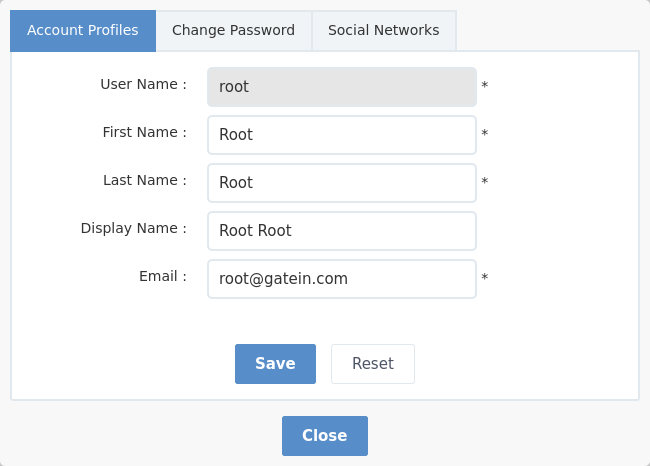 Account Profiles Change Password Social Networks
User Name : root *
First Name : Root *
Last Name : Root *
Display Name : Root Root
Email : root@gatein.com *
Save Reset
Close